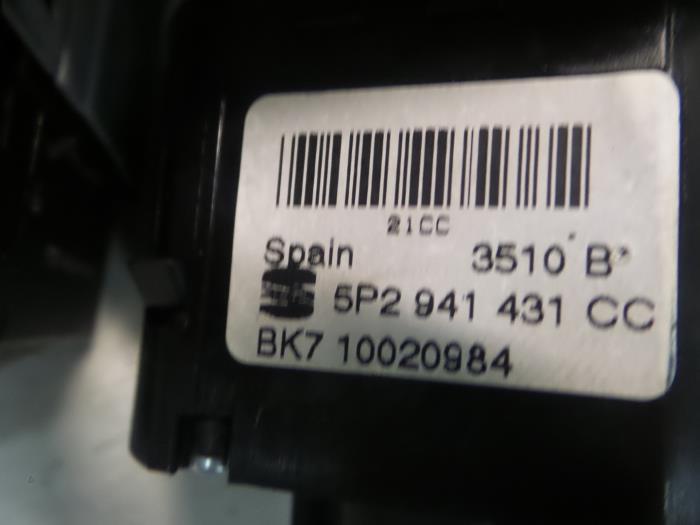 21CC
Spain 3510 B*
5P2 941 431 CC
BK7 10020984